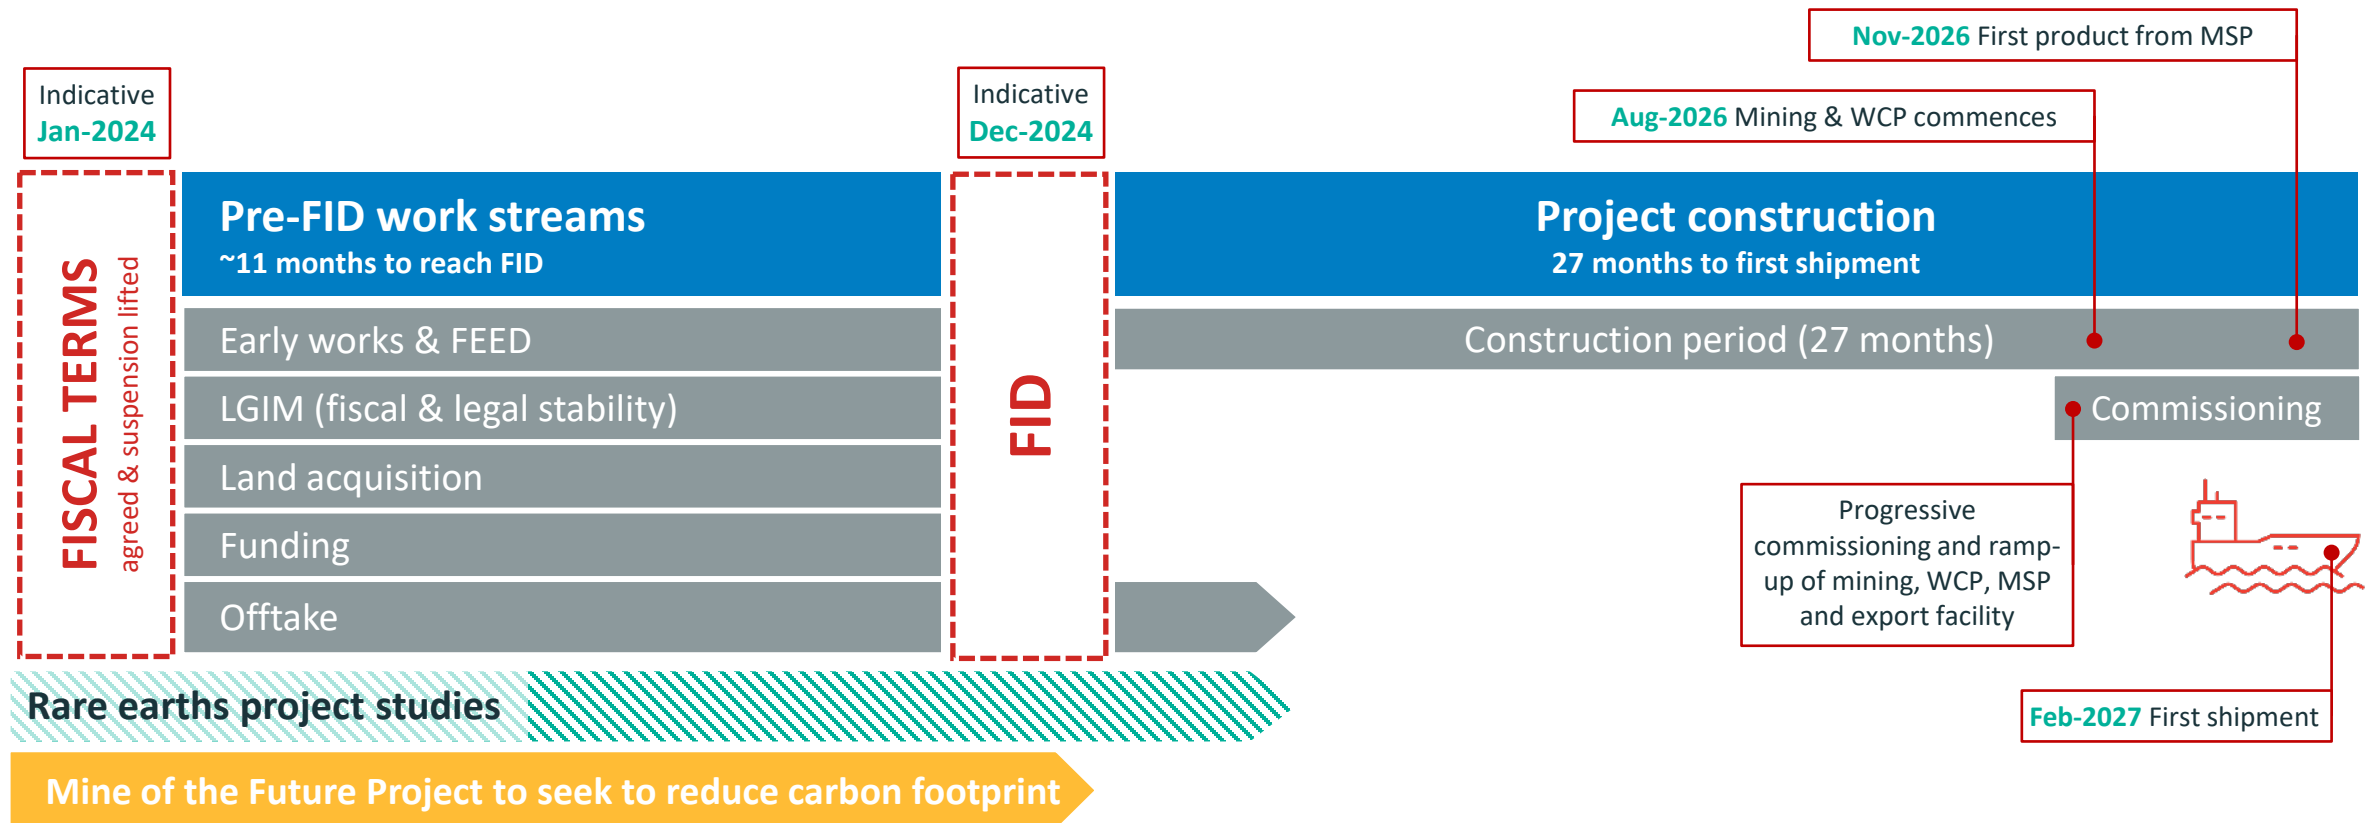 Nov-2026 First product from MSP
Indicative
Jan-2024
Indicative
Dec-2024
Aug-2026 Mining & WCP commences
FISCAL TERMS
agreed & suspension lifted
Pre-FID work streams
~11 months to reach FID
FID
Project construction
27 months to first shipment
Early works & FEED
Construction period (27 months)
LGIM (fiscal & legal stability)
Commissioning
Land acquisition
Funding
Offtake
Progressive
commissioning and ramp-
up of mining, WCP, MSP
and export facility
Rare earths project studies
Feb-2027 First shipment
Mine of the Future Project to seek to reduce carbon footprint